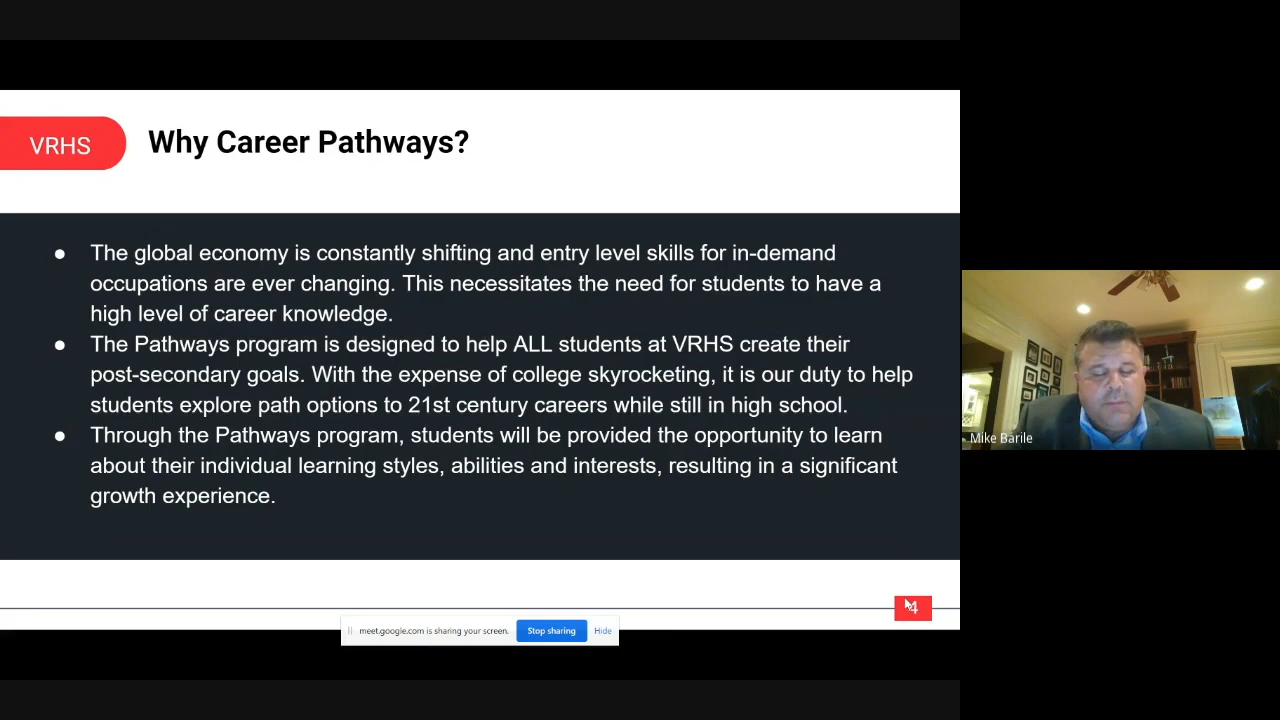 VRHS
Why Career Pathways?
● The global economy is constantly shifting and entry level skills for in-demand
occupations are ever changing. This necessitates the need for students to have a
high level of career knowledge.
● The Pathways program is designed to help ALL students at VRHS create their
post-secondary goals. With the expense of college skyrocketing, it is our duty to help
students explore path options to 21st century careers while still in high school.
● Through the Pathways program, students will be provided the opportunity to learn
about their individual learning styles, abilities and interests, resulting in a significant
growth experience.
4
meet.google.com is sharing your screen. Stop sharing Hide
Mike Barile